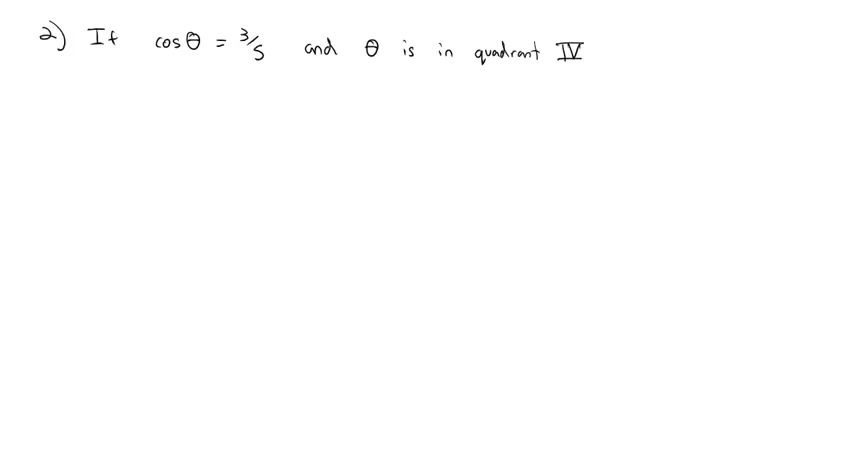 2) If cos θ = 3/5 and θ is in quadrant IV